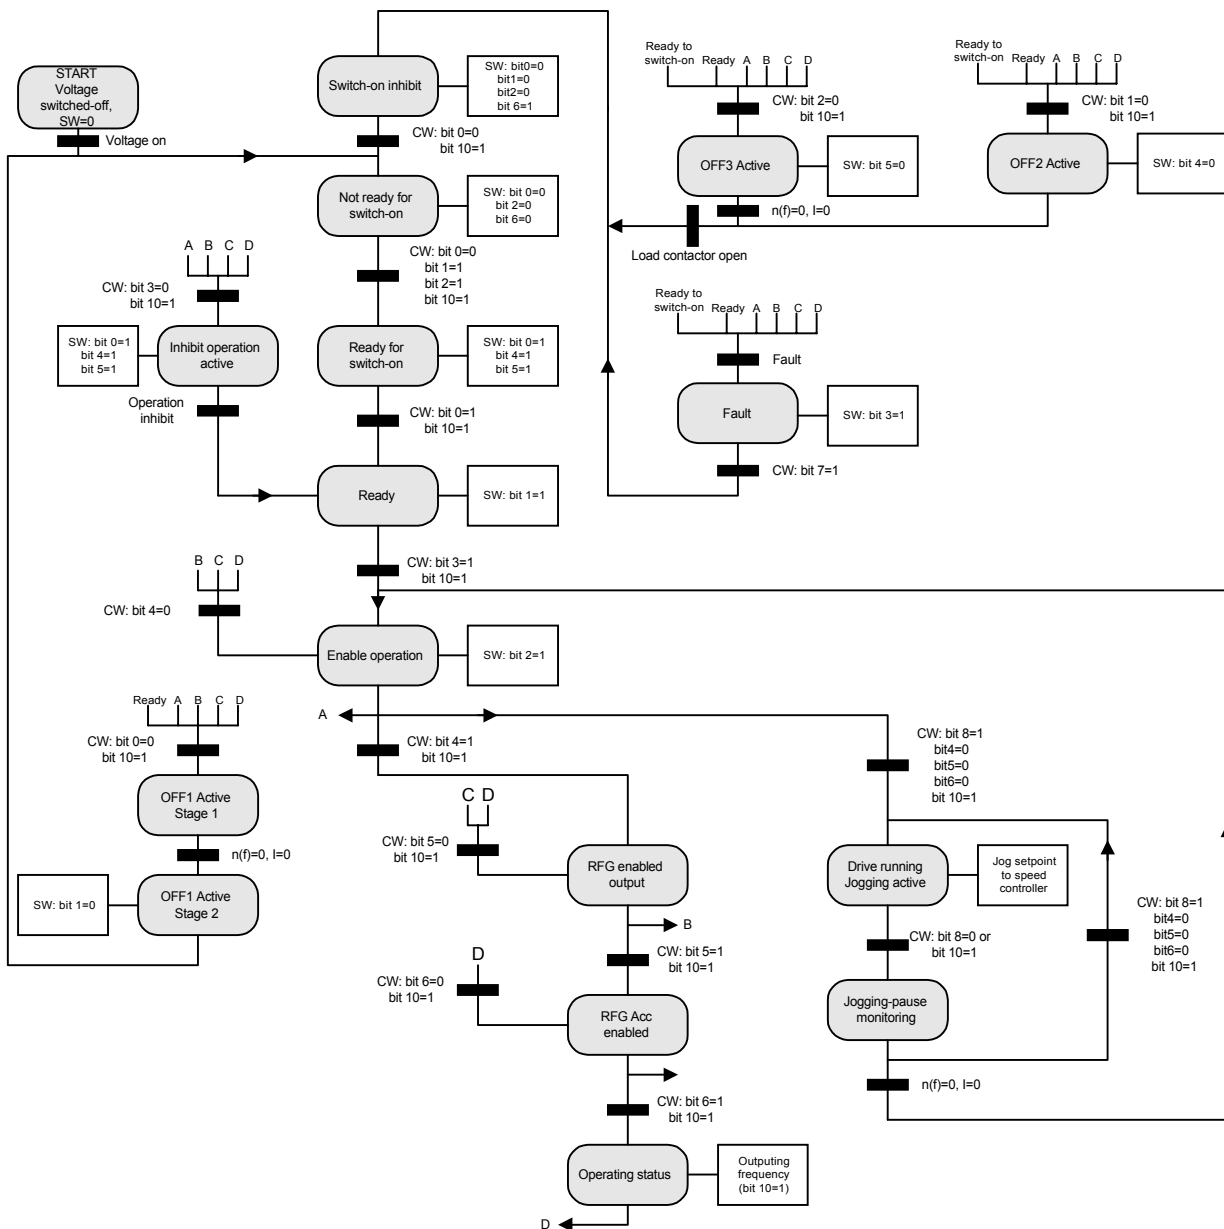 START
Voltage
switched-off,
SW=0
Voltage on
Switch-on inhibit
SW: bit0=0
bit1=0
bit2=0
bit 6=1
CW: bit 0=0
bit 10=1
Not ready for
switch-on
SW: bit 0=0
bit 2=0
bit 6=0
CW: bit 0=0
bit 1=1
bit 2=1
bit 10=1
A B C D
CW: bit 3=0
bit 10=1
SW: bit 0=1
bit 4=1
bit 5=1
Inhibit operation
active
Operation
inhibit
Ready for
switch-on
SW: bit 0=1
bit 4=1
bit 5=1
CW: bit 0=1
bit 10=1
Ready
SW: bit 1=1
CW: bit 3=1
bit 10=1
Ready to
switch-on Ready A B C D
CW: bit 2=0
bit 10=1
OFF3 Active
SW: bit 5=0
n(f)=0, I=0
Load contactor open
Ready to
switch-on Ready A B C D
CW: bit 1=0
bit 10=1
OFF2 Active
SW: bit 4=0
Ready to
switch-on Ready A B C D
Fault
Fault
SW: bit 3=1
CW: bit 7=1
B C D
CW: bit 4=0
Enable operation
SW: bit 2=1
A
CW: bit 4=1
bit 10=1
Ready A B C D
CW: bit 0=0
bit 10=1
OFF1 Active
Stage 1
n(f)=0, I=0
SW: bit 1=0
OFF1 Active
Stage 2
C D
CW: bit 5=0
bit 10=1
RFG enabled
output
B
CW: bit 5=1
bit 10=1
D
CW: bit 6=0
bit 10=1
RFG Acc
enabled
CW: bit 6=1
bit 10=1
Operating status
Outputing
frequency
(bit 10=1)
D
CW: bit 8=1
bit4=0
bit5=0
bit6=0
bit 10=1
Drive running
Jogging active
Jog setpoint
to speed
controller
CW: bit 8=0 or
bit 10=1
CW: bit 8=1
bit4=0
bit5=0
bit6=0
bit 10=1
Jogging-pause
monitoring
n(f)=0, I=0